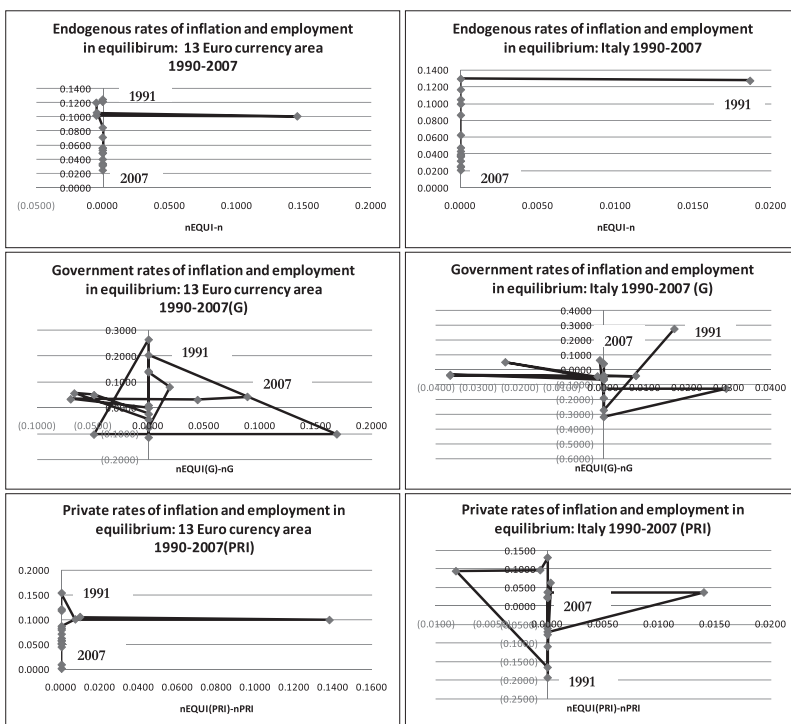 Endogenous rates of inflation and employment
in equilibirum: 13 Euro currency area
1990-2007
0.1400
0.1200
0.1000
0.0800
0.0600
0.0400
0.0200
0.0000
1991
2007
(0.0500) 0.0000 0.0500 0.1000 0.1500 0.2000
nEQUI-n
Endogenous rates of inflation and employment
in equilibrium: Italy 1990-2007
0.1400
0.1200
0.1000
0.0800
0.0600
0.0400
0.0200
0.0000
1991
2007
0.0000 0.0050 0.0100 0.0150 0.0200
nEQUI-n
Government rates of inflation and employment
in equilibrium: 13 Euro currency area
1990-2007(G)
0.3000
0.2000
0.1000
0.0000
(0.1000)
(0.2000)
1991
2007
(0.1000) (0.0500) 0.0000 0.0500 0.1000 0.1500 0.2000
nEQUI(G)-nG
Government rates of inflation and employment
in equilibrium: Italy 1990-2007 (G)
0.4000
0.3000
0.2000
0.1000
0.0000
(0.1000)
(0.2000)
(0.3000)
(0.4000)
(0.5000)
(0.6000)
1991
2007
(0.0400) (0.0300) (0.0200) (0.0100) 0.0000 0.0100 0.0200 0.0300 0.0400
nEQUI(G)-nG
Private rates of inflation and employment in
equilibrium: 13 Euro curency area
1990-2007(PRI)
0.2000
0.1500
0.1000
0.0500
0.0000
1991
2007
0.0000 0.0200 0.0400 0.0600 0.0800 0.1000 0.1200 0.1400 0.1600
nEQUI(PRI)-nPRI
Private rates of inflation and employment in
equilibrium: Italy 1990-2007 (PRI)
0.1500
0.1000
0.0500
0.0000
(0.0500)
(0.1000)
(0.1500)
(0.2000)
(0.2500)
2007
1991
(0.0100) (0.0050) 0.0000 0.0050 0.0100 0.0150 0.0200
nEQUI(PRI)-nPRI